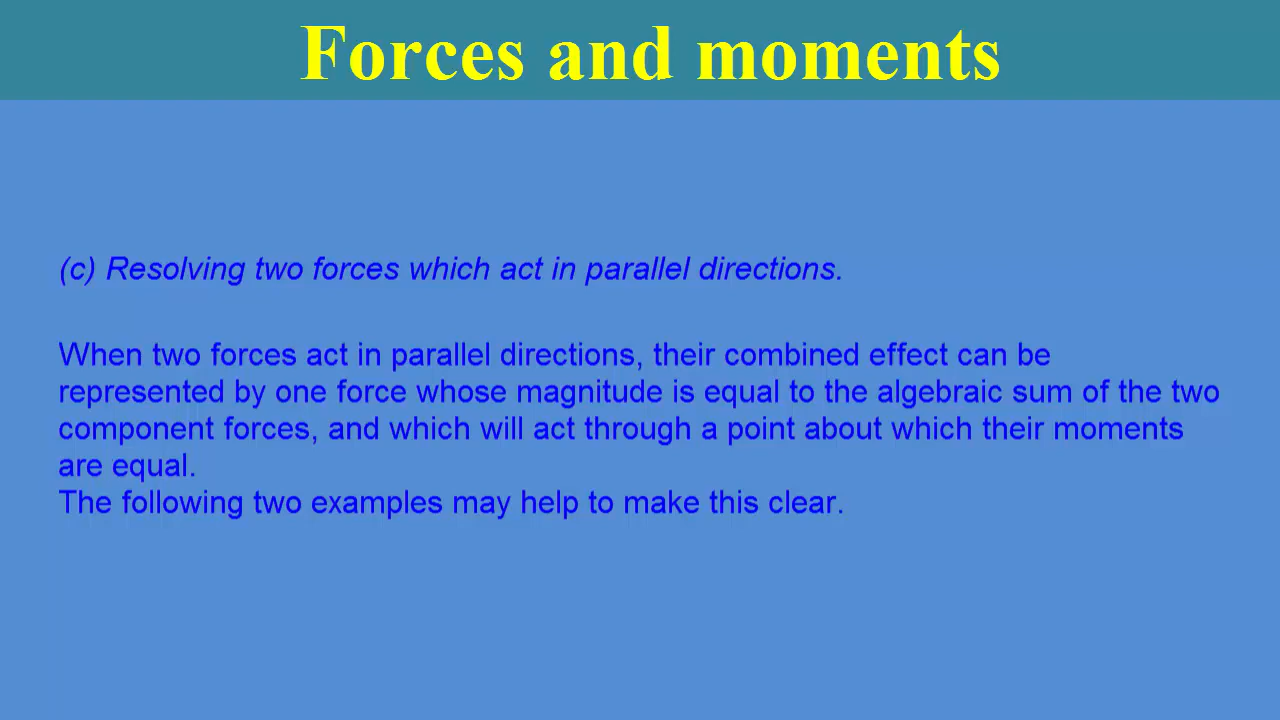 Forces and moments
(c) Resolving two forces which act in parallel directions.
When two forces act in parallel directions, their combined effect can be
represented by one force whose magnitude is equal to the algebraic sum of the two
component forces, and which will act through a point about which their moments
are equal.
The following two examples may help to make this clear.